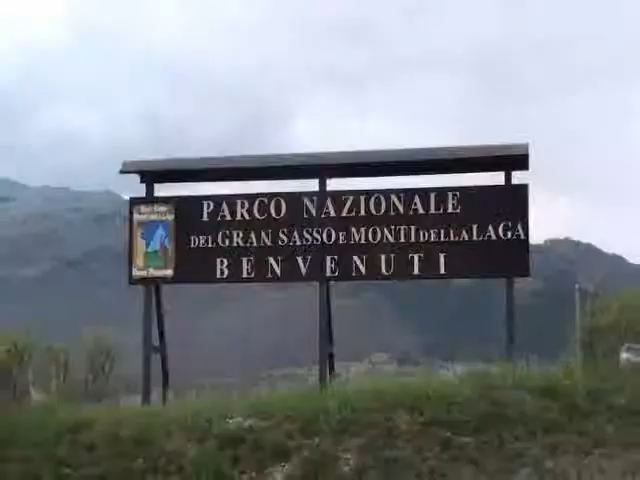 PARCO NAZIONALE
DEL GRAN SASSO E MONTI DELLA LAGA
BENVENUTI